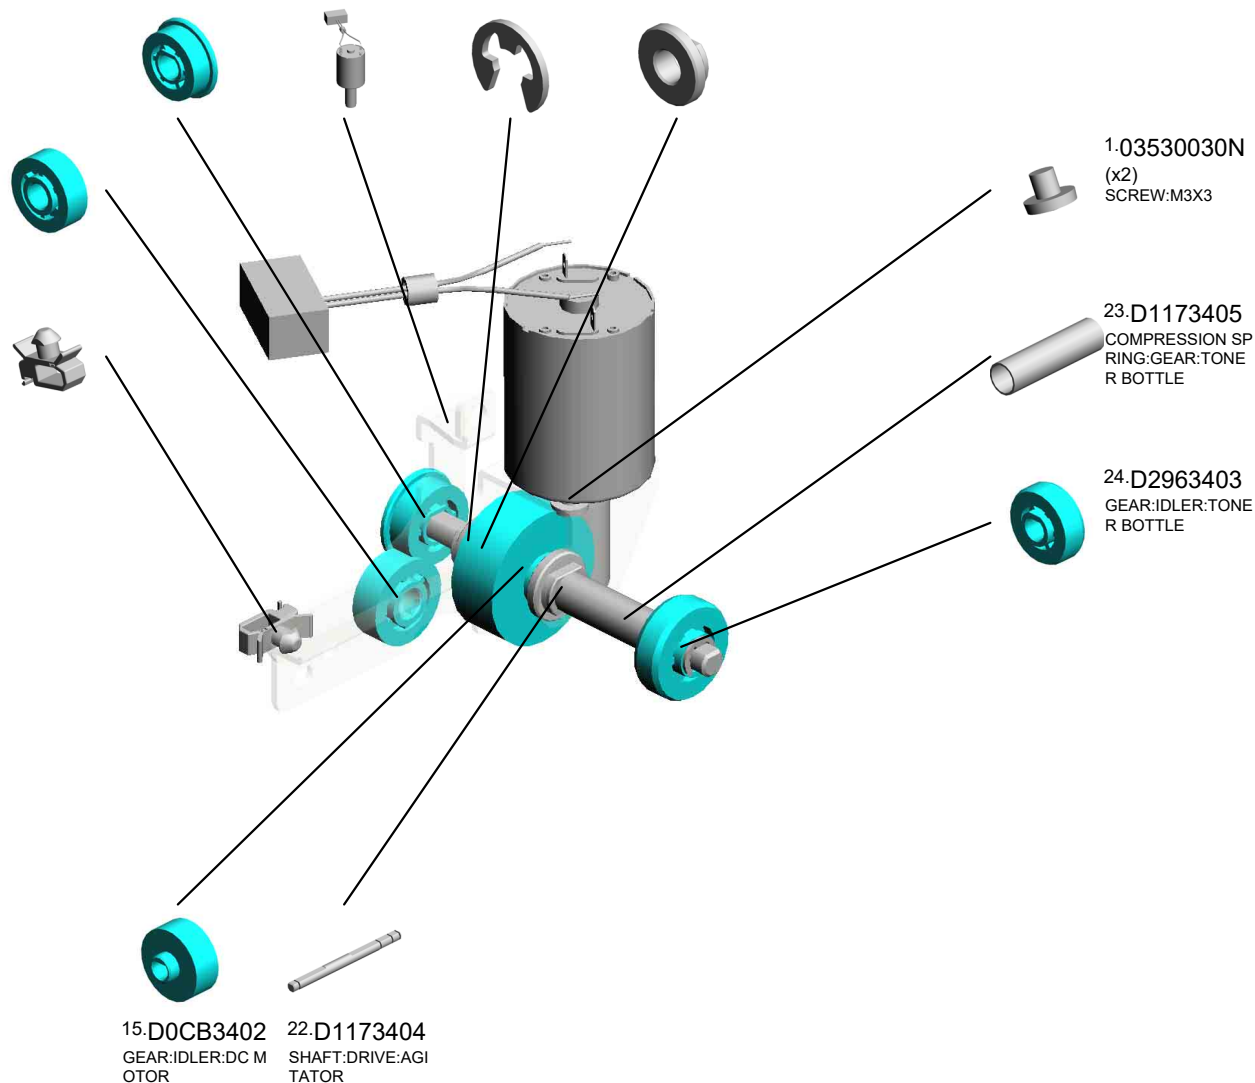 1.03530030N
(x2)
SCREW:M3X3
23.D1173405
COMPRESSION SP
RING:GEAR:TONE
R BOTTLE
24.D2963403
GEAR:IDLER:TONE
R BOTTLE
15.D0CB3402
GEAR:IDLER:DC M
OTOR
22.D1173404
SHAFT:DRIVE:AGI
TATOR